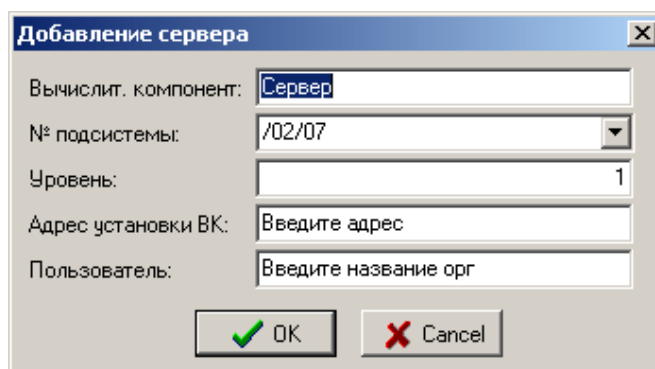 Добавление сервера
Вычислит. компонент: Сервер
№ подсистемы: /02/07
Уровень: 1
Адрес установки ВК: Введите адрес
Пользователь: Введите название орг
OK Cancel